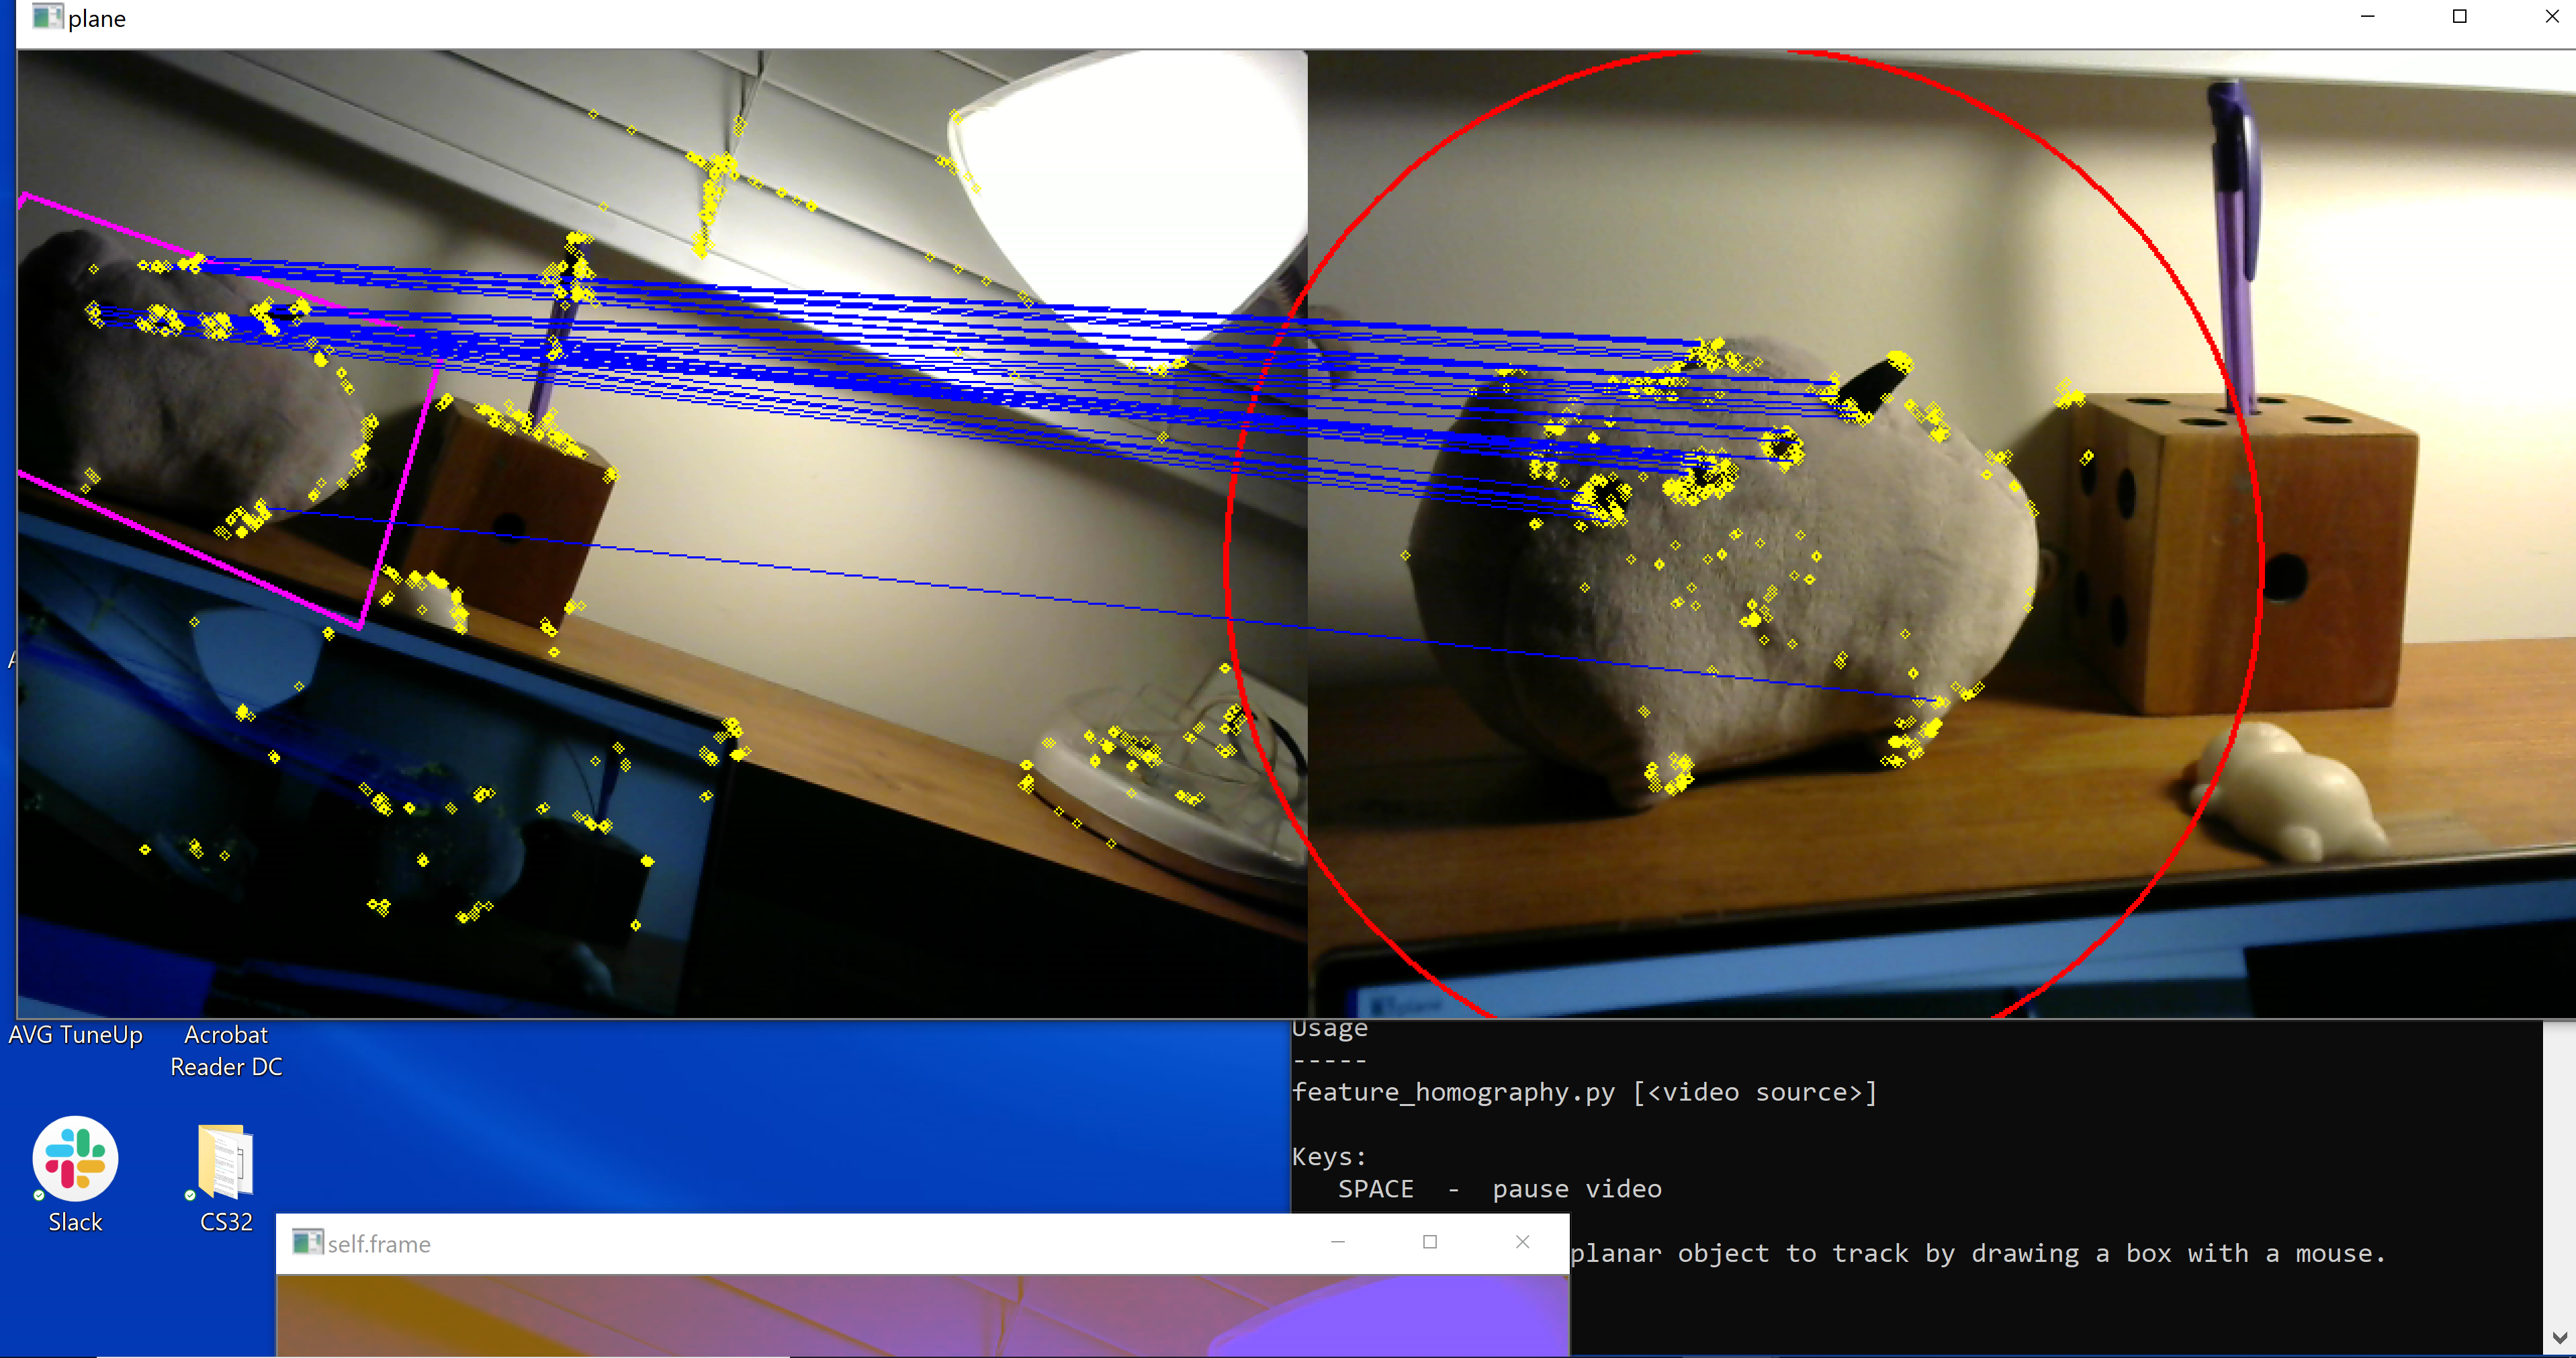 plane
AVG TuneUp
Acrobat
Reader DC
Slack
CS32
Usage
-----
feature_homography.py [<video source>]
Keys:
SPACE - pause video
planar object to track by drawing a box with a mouse.
self.frame